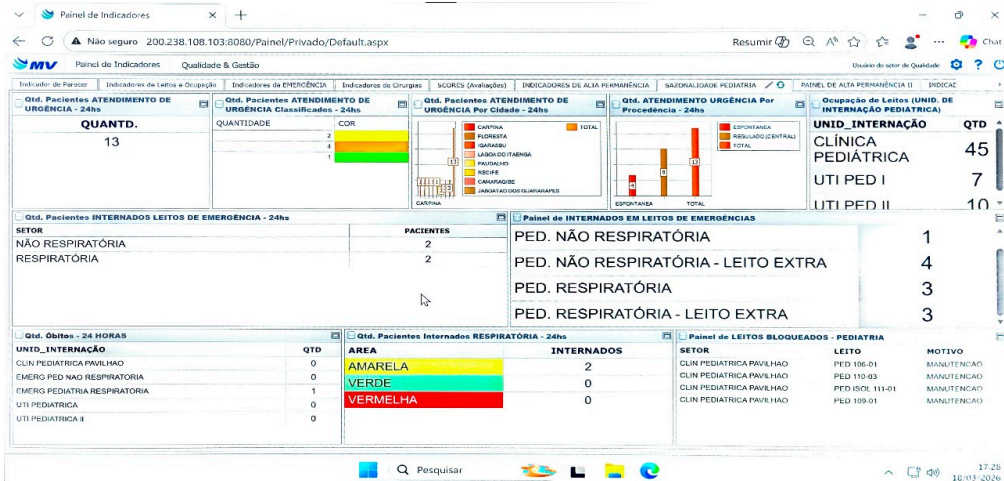 Painel de Indicadores
Não seguro 200.238.108.103:8080/Painel/Privado/Default.aspx
Resumir
Chat
MV Painel de Indicadores Qualidade & Gestão
Usuário do setor de Qualidade
Indicador de Parecer
Indicadores de Leitos e Ocupação
Indicadores da EMERGÊNCIA
Indicadores de Cirurgias
SCORES (Avaliações)
INDICADORES DE ALTA PERMANÊNCIA
SAZONALIDADE PEDIATRIA
PAINEL DE ALTA PERMANÊNCIA II
INDICAD
Qtd. Pacientes ATENDIMENTO DE
URGÊNCIA - 24hs
QUANTD.
13
Qtd. Pacientes ATENDIMENTO DE
URGÊNCIA Classificados - 24hs
QUANTIDADE COR
2
4
1
Qtd. Pacientes ATENDIMENTO DE
URGÊNCIA Por Cidade - 24hs
CARPINA
FLORESTA
IGARASSU
LAGOA DO ITAENGA
PAUDALHO
RECIFE
CAMARAGIBE
JABOATAO DOS GUARARAPES
TOTAL
13
CARPINA
Qtd. ATENDIMENTO URGÊNCIA Por
Procedência - 24hs
ESPONTANEA
REGULADO (CENTRAL)
TOTAL
13
ESPONTANEA TOTAL
Ocupação de Leitos (UNID. DE
INTERNAÇÃO PEDIATRICA)
UNID_INTERNAÇÃO QTD
CLÍNICA
PEDIÁTRICA 45
UTI PED I 7
UTI PED II 10
Qtd. Pacientes INTERNADOS LEITOS DE EMERGÊNCIA - 24hs
SETOR PACIENTES
NÃO RESPIRATÓRIA 2
RESPIRATÓRIA 2
Painel de INTERNADOS EM LEITOS DE EMERGÊNCIAS
PED. NÃO RESPIRATÓRIA 1
PED. NÃO RESPIRATÓRIA - LEITO EXTRA 4
PED. RESPIRATÓRIA 3
PED. RESPIRATÓRIA - LEITO EXTRA 3
Qtd. Óbitos - 24 HORAS
UNID_INTERNAÇÃO QTD
CLIN PEDIATRICA PAVILHAO 0
EMERG PED NAO RESPIRATORIA 0
EMERG PEDIATRIA RESPIRATORIA 1
UTI PEDIATRICA 0
UTI PEDIATRICA II 0
Qtd. Pacientes Internados RESPIRATÓRIA - 24hs
AREA INTERNADOS
AMARELA 2
VERDE 0
VERMELHA 0
Painel de LEITOS BLOQUEADOS - PEDIATRIA
SETOR LEITO MOTIVO
CLIN PEDIATRICA PAVILHAO PED 106-01 MANUTENCAO
CLIN PEDIATRICA PAVILHAO PED 110-03 MANUTENCAO
CLIN PEDIATRICA PAVILHAO PED ISOL 111-01 MANUTENCAO
CLIN PEDIATRICA PAVILHAO PED 109-01 MANUTENCAO
Pesquisar
17:28
18/03/2026